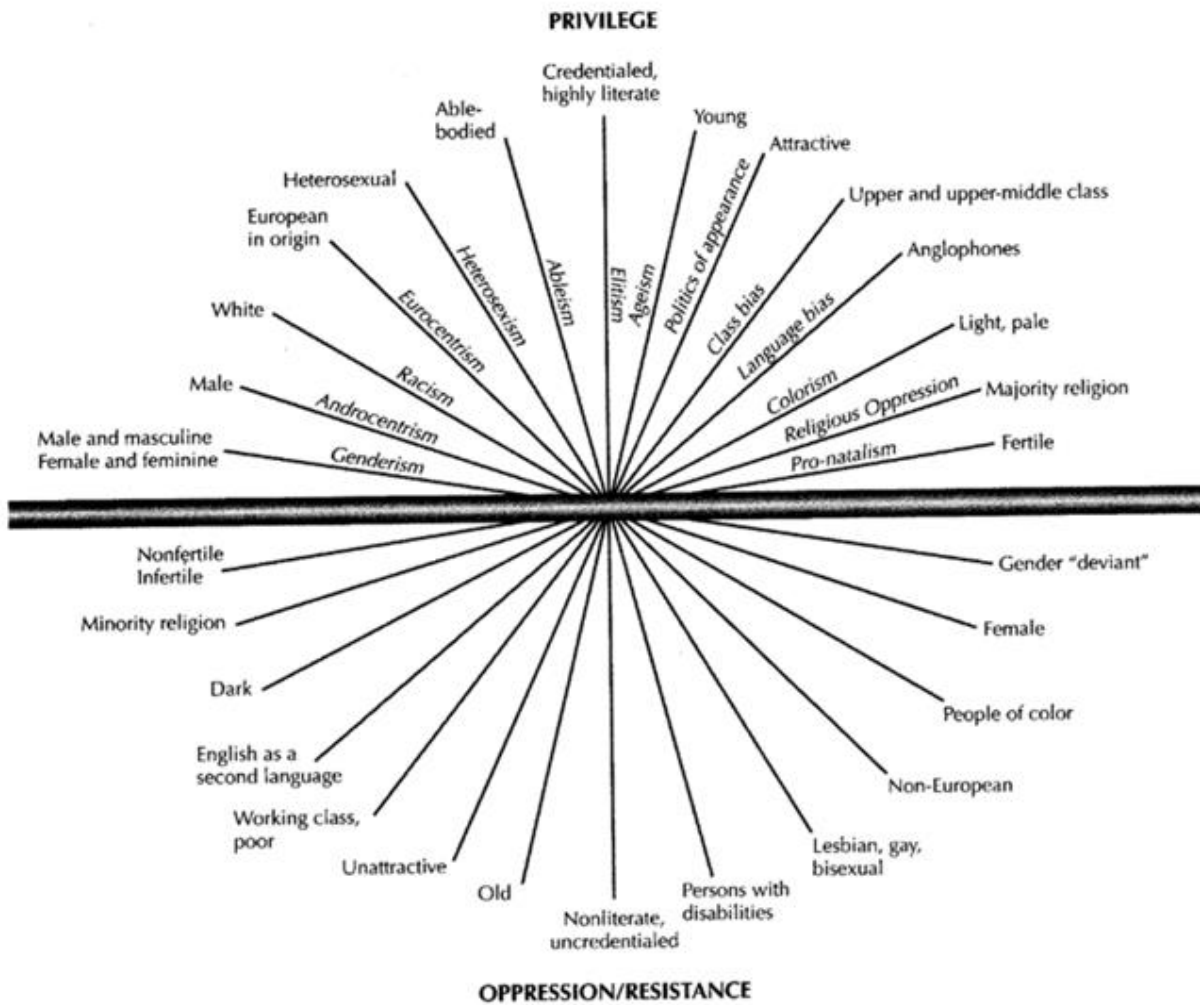 PRIVILEGE
Credentialed,
highly literate
Able-
bodied
Young
Attractive
Heterosexual
Upper and upper-middle class
European
in origin
Anglophones
White
Light, pale
Male
Majority religion
Male and masculine
Female and feminine
Fertile
Genderism
Androcentrism
Racism
Eurocentrism
Heterosexism
Ableism
Elitism
Ageism
Politics of appearance
Class bias
Language bias
Colorism
Religious Oppression
Pro-natalism
Nonfertile
Infertile
Gender “deviant”
Minority religion
Female
Dark
People of color
English as a
second language
Non-European
Working class,
poor
Lesbian, gay,
bisexual
Unattractive
Old
Persons with
disabilities
Nonliterate,
uncredentialed
OPPRESSION/RESISTANCE